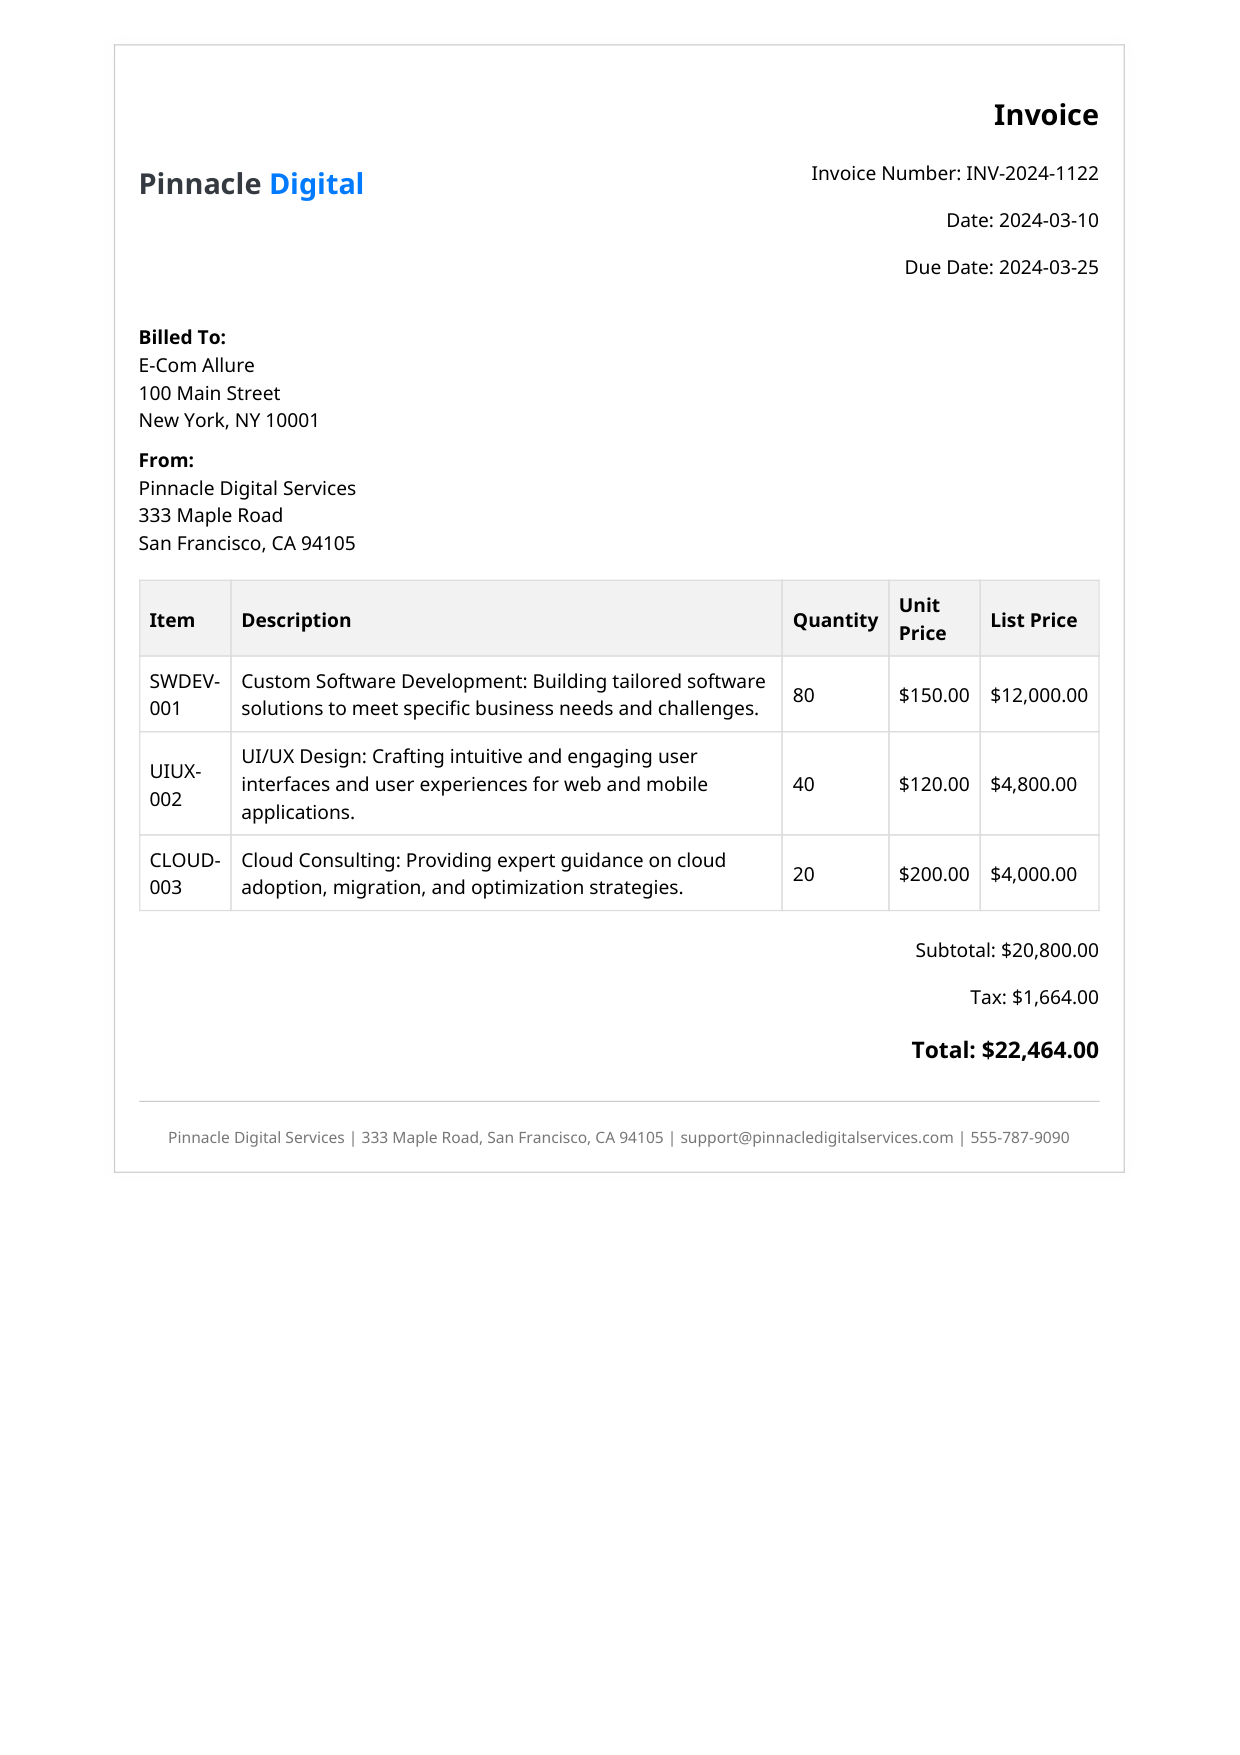 Invoice
Pinnacle Digital
Invoice Number: INV-2024-1122
Date: 2024-03-10
Due Date: 2024-03-25
Billed To:
E-Com Allure
100 Main Street
New York, NY 10001
From:
Pinnacle Digital Services
333 Maple Road
San Francisco, CA 94105
Item Description Quantity Unit Price List Price
SWDEV-001 Custom Software Development: Building tailored software
solutions to meet specific business needs and challenges. 80 $150.00 $12,000.00
UIUX-002 UI/UX Design: Crafting intuitive and engaging user
interfaces and user experiences for web and mobile
applications. 40 $120.00 $4,800.00
CLOUD-003 Cloud Consulting: Providing expert guidance on cloud
adoption, migration, and optimization strategies. 20 $200.00 $4,000.00
Subtotal: $20,800.00
Tax: $1,664.00
Total: $22,464.00
Pinnacle Digital Services | 333 Maple Road, San Francisco, CA 94105 | support@pinnacledigitalservices.com | 555-787-9090